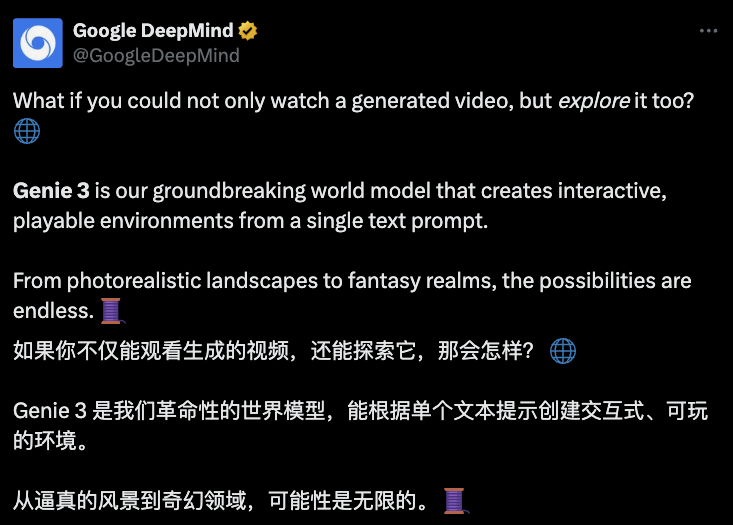 Google DeepMind
@GoogleDeepMind
What if you could not only watch a generated video, but explore it too?
🌐
Genie 3 is our groundbreaking world model that creates interactive,
playable environments from a single text prompt.
From photorealistic landscapes to fantasy realms, the possibilities are
endless. 🧵
如果你不仅能观看生成的视频，还能探索它，那会怎样？ 🌐
Genie 3 是我们革命性的世界模型，能根据单个文本提示创建交互式、可玩
的环境。
从逼真的风景到奇幻领域，可能性是无限的。 🧵